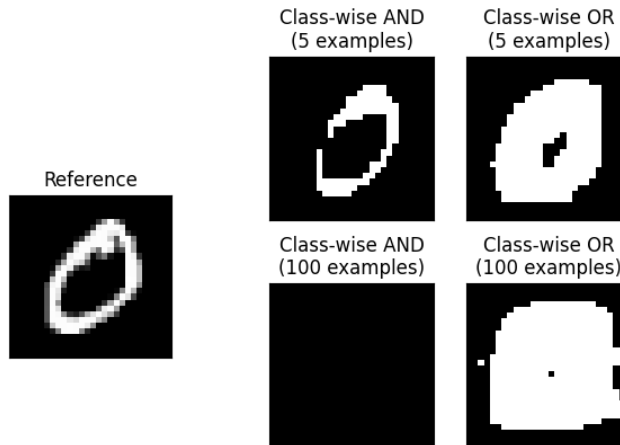 Class-wise AND
(5 examples)
Class-wise OR
(5 examples)
Reference
Class-wise AND
(100 examples)
Class-wise OR
(100 examples)